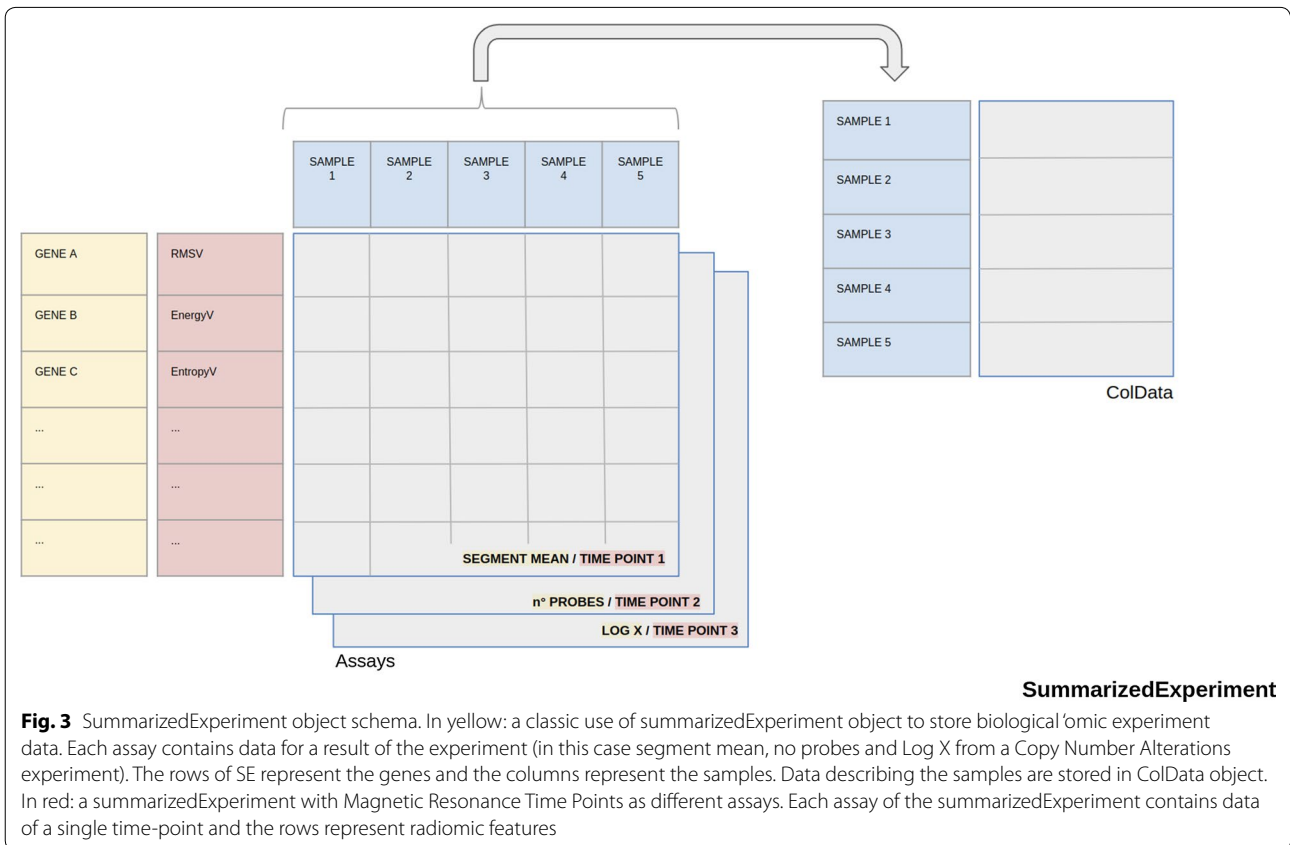 SAMPLE 1
SAMPLE 2
SAMPLE 3
SAMPLE 4
SAMPLE 5
GENE A
GENE B
GENE C
...
...
...
RMSV
EnergyV
EntropyV
...
...
...
SEGMENT MEAN / TIME POINT 1
n° PROBES / TIME POINT 2
LOG X / TIME POINT 3
Assays
SAMPLE 1
SAMPLE 2
SAMPLE 3
SAMPLE 4
SAMPLE 5
ColData
SummarizedExperiment
Fig. 3 SummarizedExperiment object schema. In yellow: a classic use of summarizedExperiment object to store biological ‘omic experiment
data. Each assay contains data for a result of the experiment (in this case segment mean, no probes and Log X from a Copy Number Alterations
experiment). The rows of SE represent the genes and the columns represent the samples. Data describing the samples are stored in ColData object.
In red: a summarizedExperiment with Magnetic Resonance Time Points as different assays. Each assay of the summarizedExperiment contains data
of a single time-point and the rows represent radiomic features